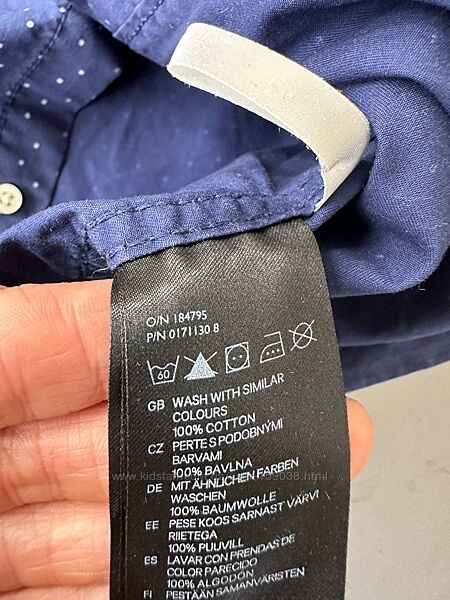 O/N 184795
P/N 0171130 8
60
GB WASH WITH SIMILAR
COLOURS
100% COTTON
CZ PERTE S PODOBNÝMI
BARVAMI
100% BAVLNA
DE MIT ÄHNLICHEN FARBEN
WASCHEN
100% BAUMWOLLE
EE PESE KOOS SARNAST VÄRVI
RIIETEGA
100% PUUVILL
ES LAVAR CON PRENDAS DE
COLOR PARECIDO
100% ALGODÓN
FI PESTÄÄN SAMANVÄRISTEN